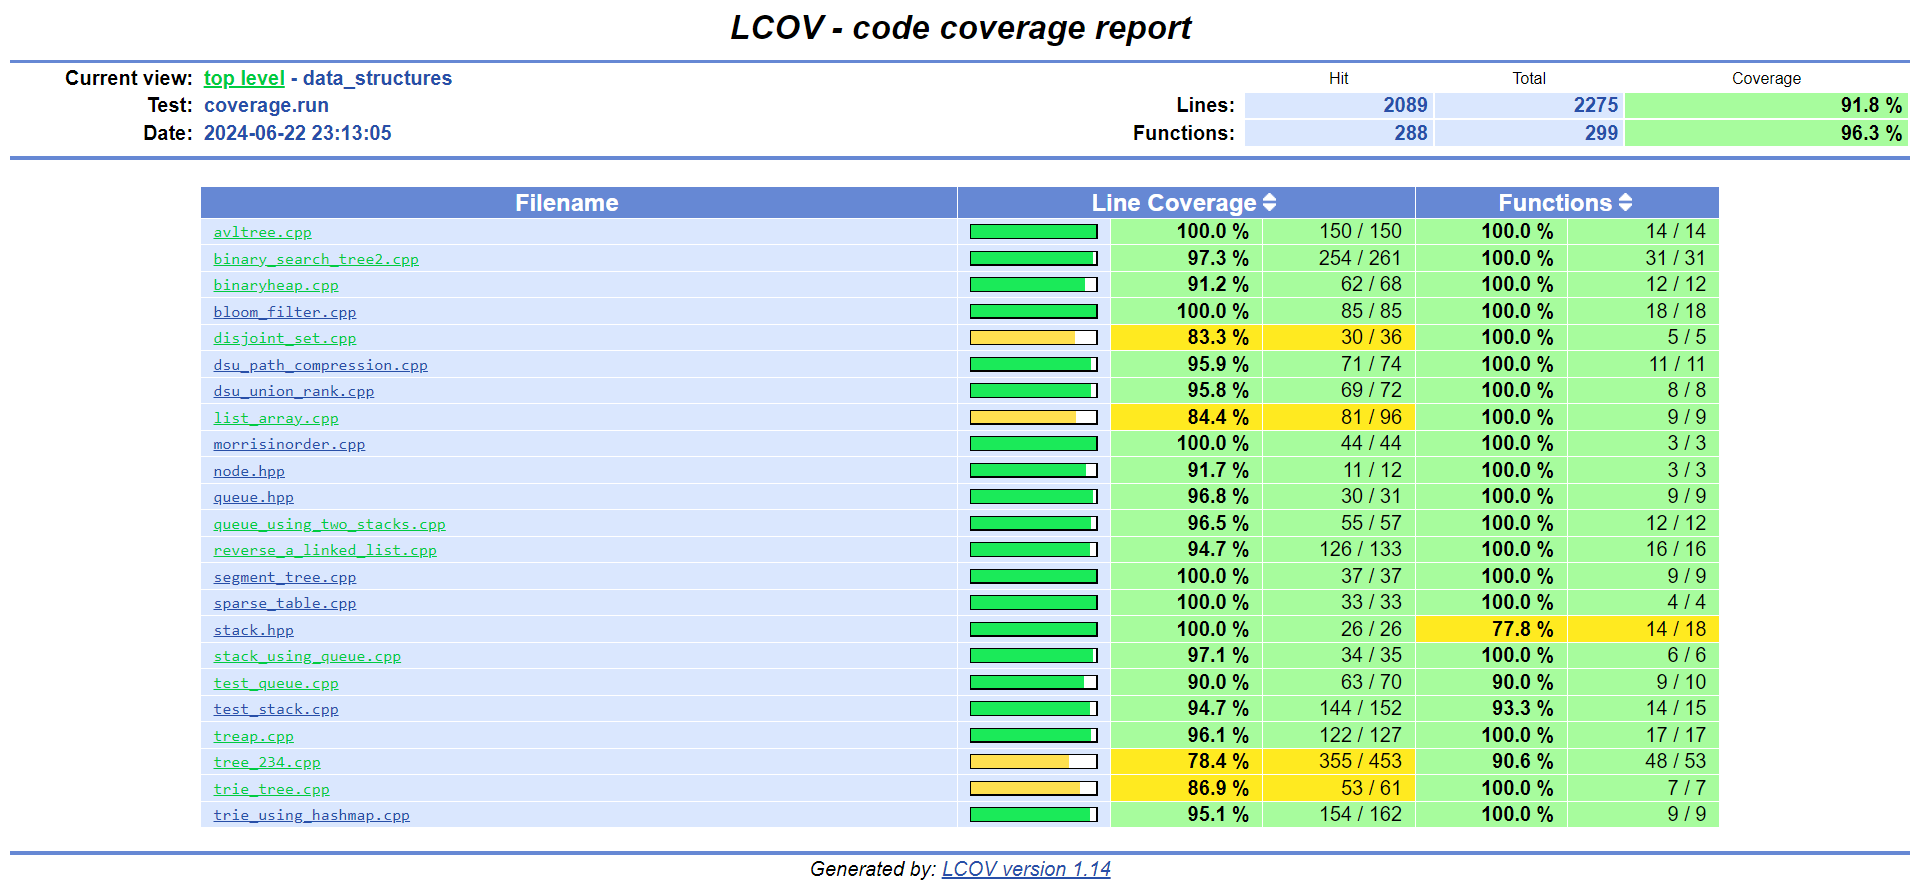 LCOV - code coverage report
Current view: top level - data_structures Hit Total Coverage
Test: coverage.run Lines: 2089 2275 91.8 %
Date: 2024-06-22 23:13:05 Functions: 288 299 96.3 %
Filename Line Coverage Functions
avltree.cpp 100.0 % 150 / 150 100.0 % 14 / 14
binary_search_tree2.cpp 97.3 % 254 / 261 100.0 % 31 / 31
binaryheap.cpp 91.2 % 62 / 68 100.0 % 12 / 12
bloom_filter.cpp 100.0 % 85 / 85 100.0 % 18 / 18
disjoint_set.cpp 83.3 % 30 / 36 100.0 % 5 / 5
dsu_path_compression.cpp 95.9 % 71 / 74 100.0 % 11 / 11
dsu_union_rank.cpp 95.8 % 69 / 72 100.0 % 8 / 8
list_array.cpp 84.4 % 81 / 96 100.0 % 9 / 9
morrisinorder.cpp 100.0 % 44 / 44 100.0 % 3 / 3
node.hpp 91.7 % 11 / 12 100.0 % 3 / 3
queue.hpp 96.8 % 30 / 31 100.0 % 9 / 9
queue_using_two_stacks.cpp 96.5 % 55 / 57 100.0 % 12 / 12
reverse_a_linked_list.cpp 94.7 % 126 / 133 100.0 % 16 / 16
segment_tree.cpp 100.0 % 37 / 37 100.0 % 9 / 9
sparse_table.cpp 100.0 % 33 / 33 100.0 % 4 / 4
stack.hpp 100.0 % 26 / 26 77.8 % 14 / 18
stack_using_queue.cpp 97.1 % 34 / 35 100.0 % 6 / 6
test_queue.cpp 90.0 % 63 / 70 90.0 % 9 / 10
test_stack.cpp 94.7 % 144 / 152 93.3 % 14 / 15
treap.cpp 96.1 % 122 / 127 100.0 % 17 / 17
tree_234.cpp 78.4 % 355 / 453 90.6 % 48 / 53
trie_tree.cpp 86.9 % 53 / 61 100.0 % 7 / 7
trie_using_hashmap.cpp 95.1 % 154 / 162 100.0 % 9 / 9
Generated by: LCOV version 1.14